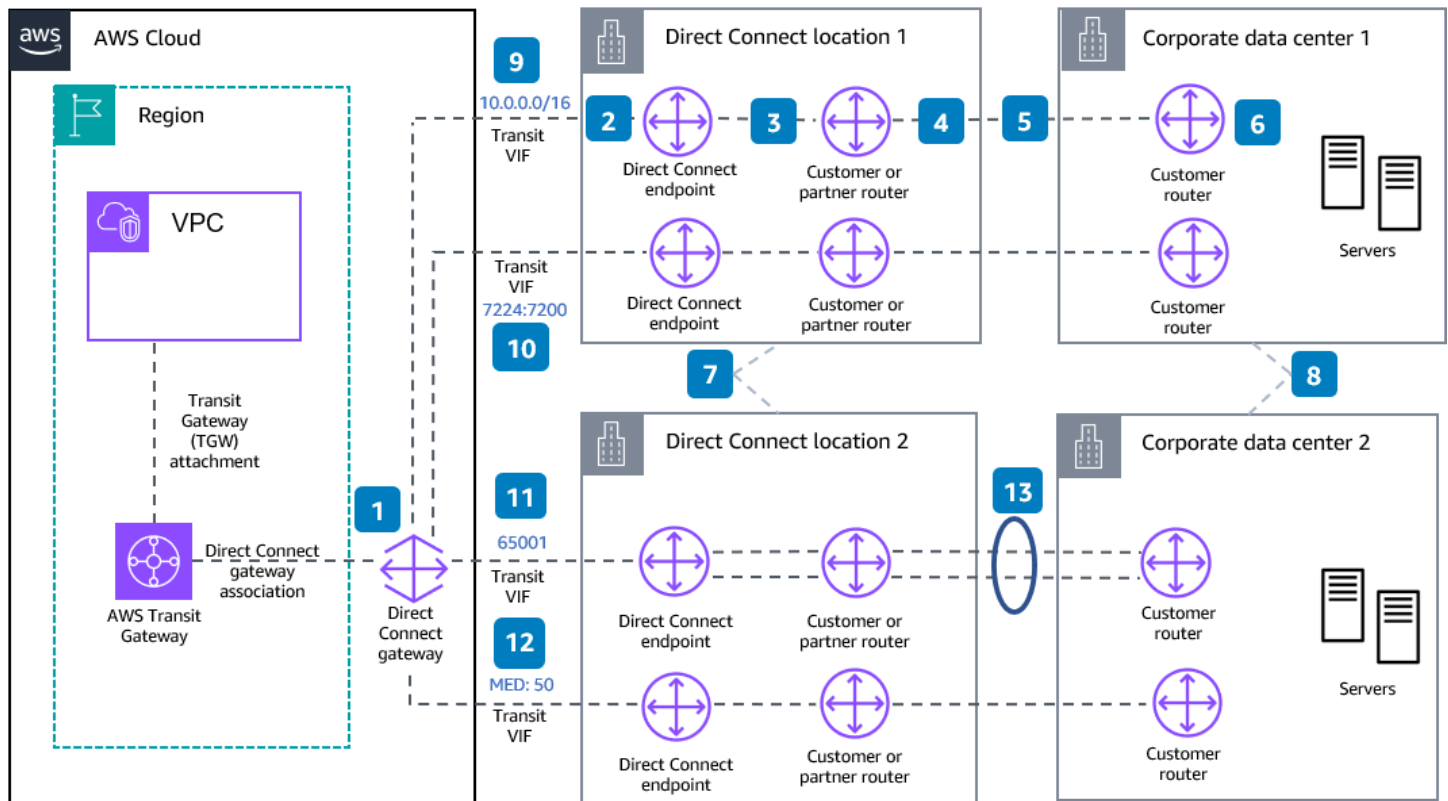 aws
AWS Cloud
Region
VPC
Transit
Gateway
(TGW)
attachment
AWS Transit
Gateway
Direct Connect
gateway
association
1
Direct
Connect
gateway
9
10.0.0.0/16
Transit
VIF
Transit
VIF
7224:7200
10
11
65001
Transit
VIF
12
MED: 50
Transit
VIF
Direct Connect location 1
2
Direct Connect
endpoint
3
Customer or
partner router
4
Direct Connect
endpoint
Customer or
partner router
5
Corporate data center 1
Customer
router
6
Customer
router
Servers
7
8
Direct Connect location 2
Direct Connect
endpoint
Customer or
partner router
Direct Connect
endpoint
Customer or
partner router
13
Corporate data center 2
Customer
router
Customer
router
Servers